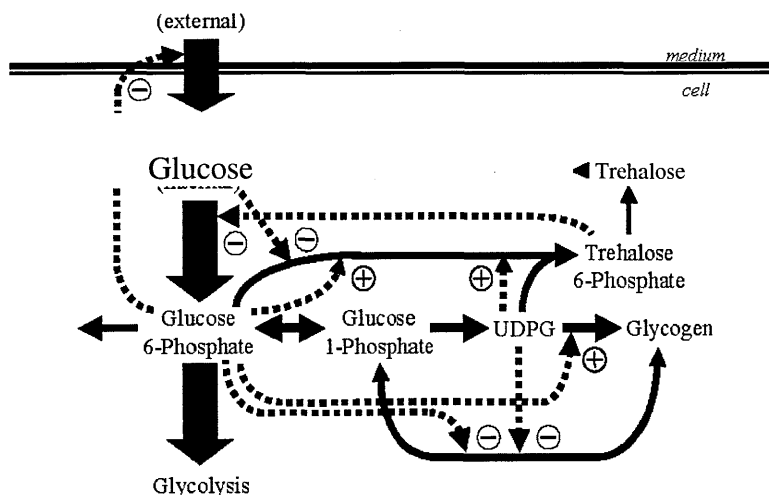 (external)
medium
cell
⊖
Glucose
Trehalose
⊖
⊖
Trehalose
6-Phosphate
⊕
⊕
Glucose
6-Phosphate
Glucose
1-Phosphate
UDPG
Glycogen
⊕
⊖
⊖
Glycolysis